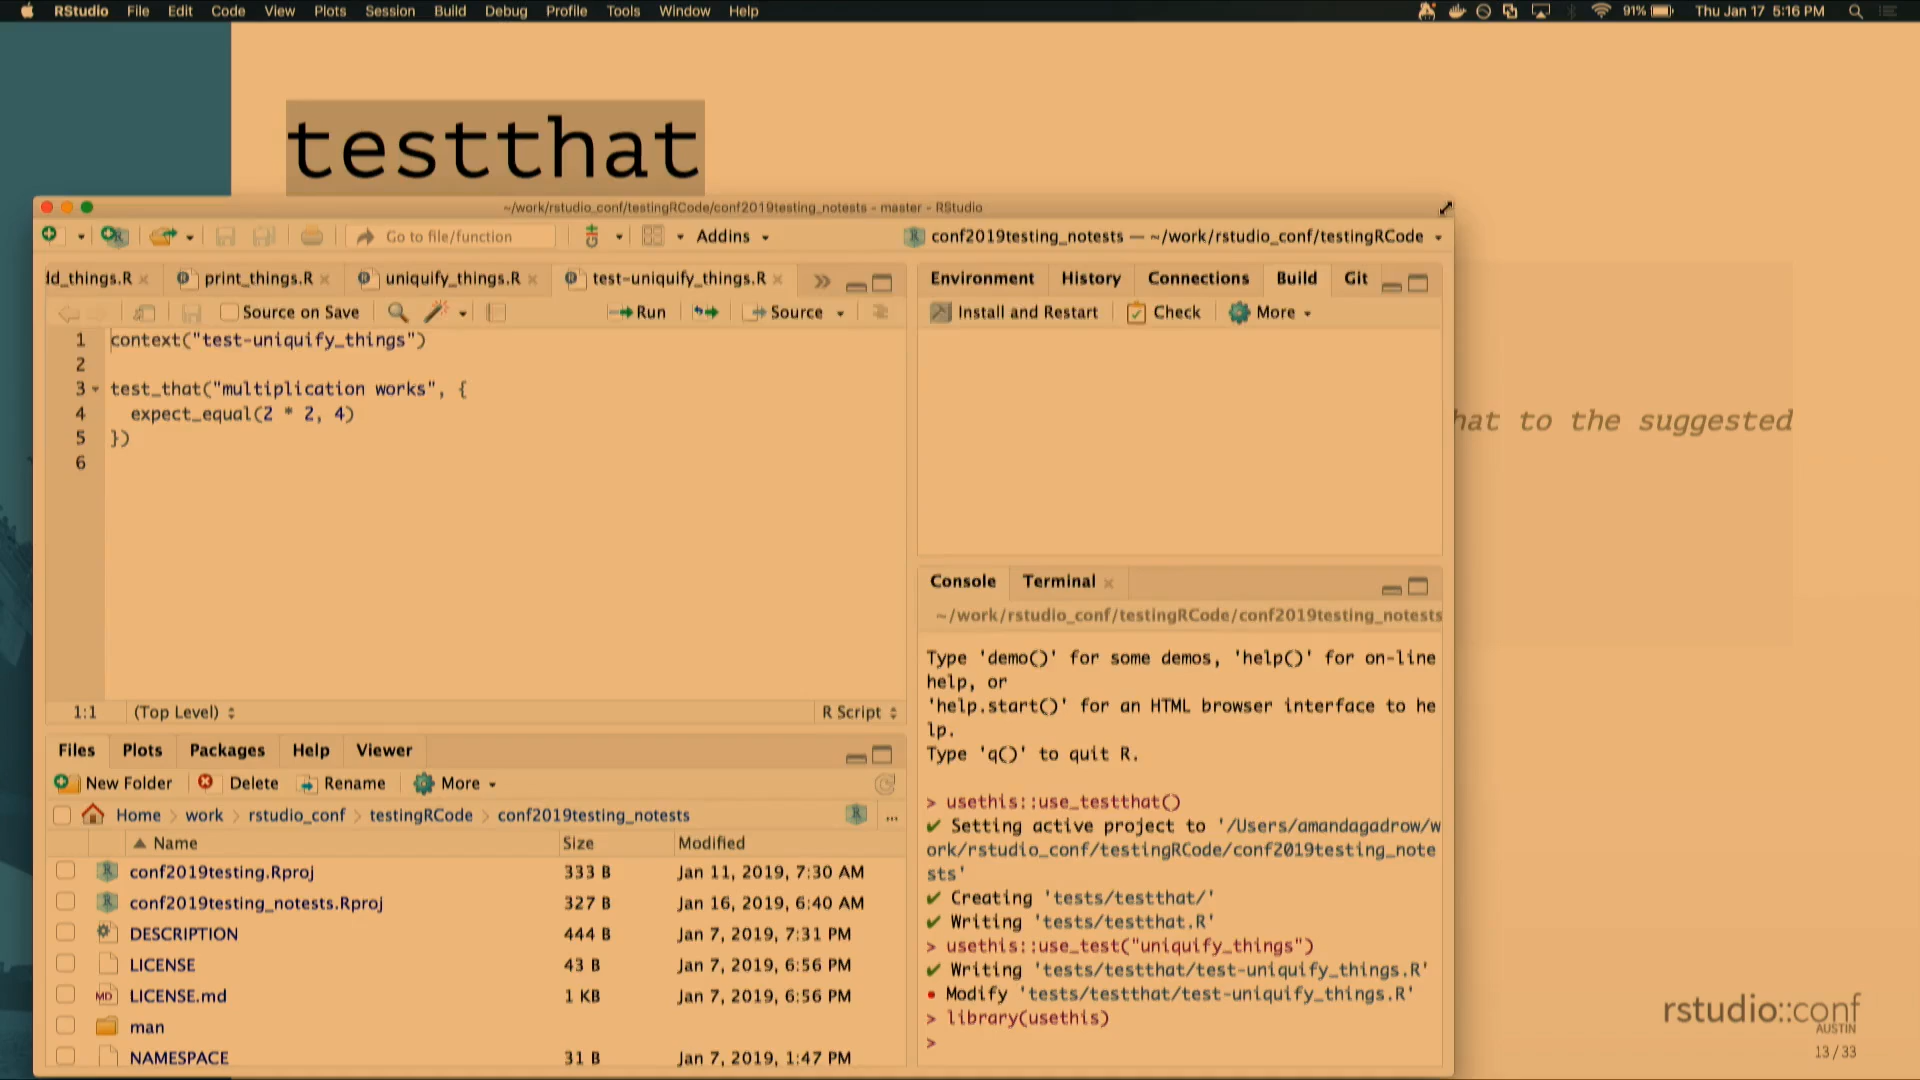 RStudio File Edit Code View Plots Session Build Debug Profile Tools Window Help
91% Thu Jan 17 5:16 PM
testthat
~/work/rstudio_conf/testingRCode/conf2019testing_notests - master - RStudio
Go to file/function Addins
conf2019testing_notests — ~/work/rstudio_conf/testingRCode
ld_things.R print_things.R uniquify_things.R test-uniquify_things.R
Source on Save Run Source
1 context("test-uniquify_things")
2
3 test_that("multiplication works", {
4 expect_equal(2 * 2, 4)
5 })
6
1:1 (Top Level) R Script
Environment History Connections Build Git
Install and Restart Check More
hat to the suggested
Files Plots Packages Help Viewer
New Folder Delete Rename More
Home work rstudio_conf testingRCode conf2019testing_notests ...
Name Size Modified
conf2019testing.Rproj 333 B Jan 11, 2019, 7:30 AM
conf2019testing_notests.Rproj 327 B Jan 16, 2019, 6:40 AM
DESCRIPTION 444 B Jan 7, 2019, 7:31 PM
LICENSE 43 B Jan 7, 2019, 6:56 PM
MD LICENSE.md 1 KB Jan 7, 2019, 6:56 PM
man
NAMESPACE 31 B Jan 7, 2019, 1:47 PM
Console Terminal
~/work/rstudio_conf/testingRCode/conf2019testing_notests
Type 'demo()' for some demos, 'help()' for on-line
help, or
'help.start()' for an HTML browser interface to he
lp.
Type 'q()' to quit R.
> usethis::use_testthat()
✔ Setting active project to '/Users/amandagadrow/w
ork/rstudio_conf/testingRCode/conf2019testing_note
sts'
✔ Creating 'tests/testthat/'
✔ Writing 'tests/testthat.R'
> usethis::use_test("uniquify_things")
✔ Writing 'tests/testthat/test-uniquify_things.R'
● Modify 'tests/testthat/test-uniquify_things.R'
> library(usethis)
>
rstudio::conf
AUSTIN
13 / 33